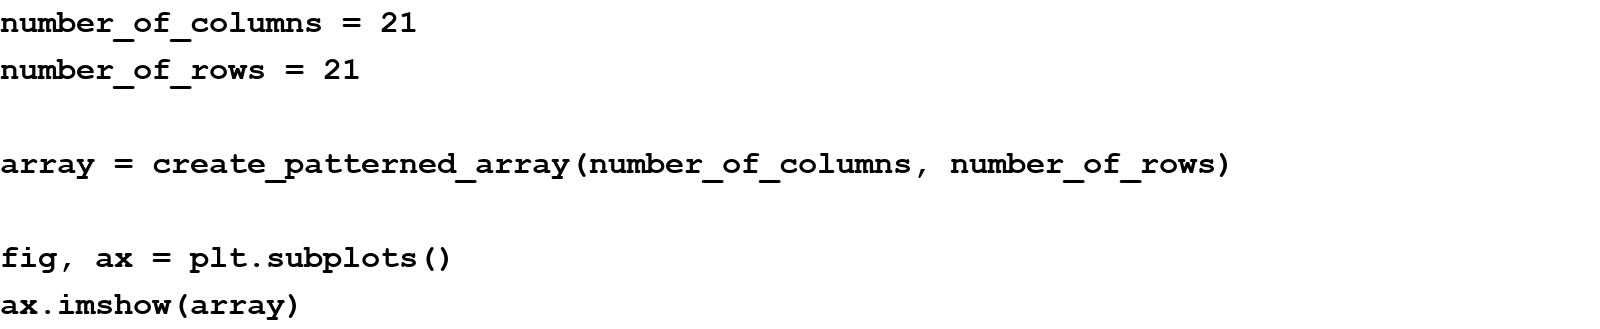 number_of_columns = 21
number_of_rows = 21
array = create_patterned_array(number_of_columns, number_of_rows)
fig, ax = plt.subplots()
ax.imshow(array)